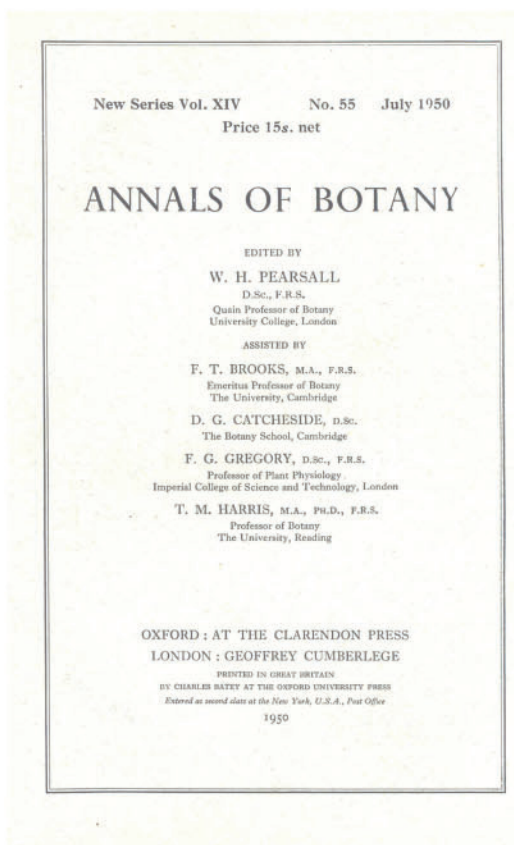 New Series Vol. XIV No. 55 July 1950
Price 15s. net
ANNALS OF BOTANY
EDITED BY
W. H. PEARSALL
D.Sc., F.R.S.
Quain Professor of Botany
University College, London
ASSISTED BY
F. T. BROOKS, M.A., F.R.S.
Emeritus Professor of Botany
The University, Cambridge
D. G. CATCHESIDE, D.Sc.
The Botany School, Cambridge
F. G. GREGORY, D.Sc., F.R.S.
Professor of Plant Physiology
Imperial College of Science and Technology, London
T. M. HARRIS, M.A., PH.D., F.R.S.
Professor of Botany
The University, Reading
OXFORD : AT THE CLARENDON PRESS
LONDON : GEOFFREY CUMBERLEGE
PRINTED IN GREAT BRITAIN
BY CHARLES BATEY AT THE OXFORD UNIVERSITY PRESS
Entered as second class at the New York, U.S.A., Post Office
1950